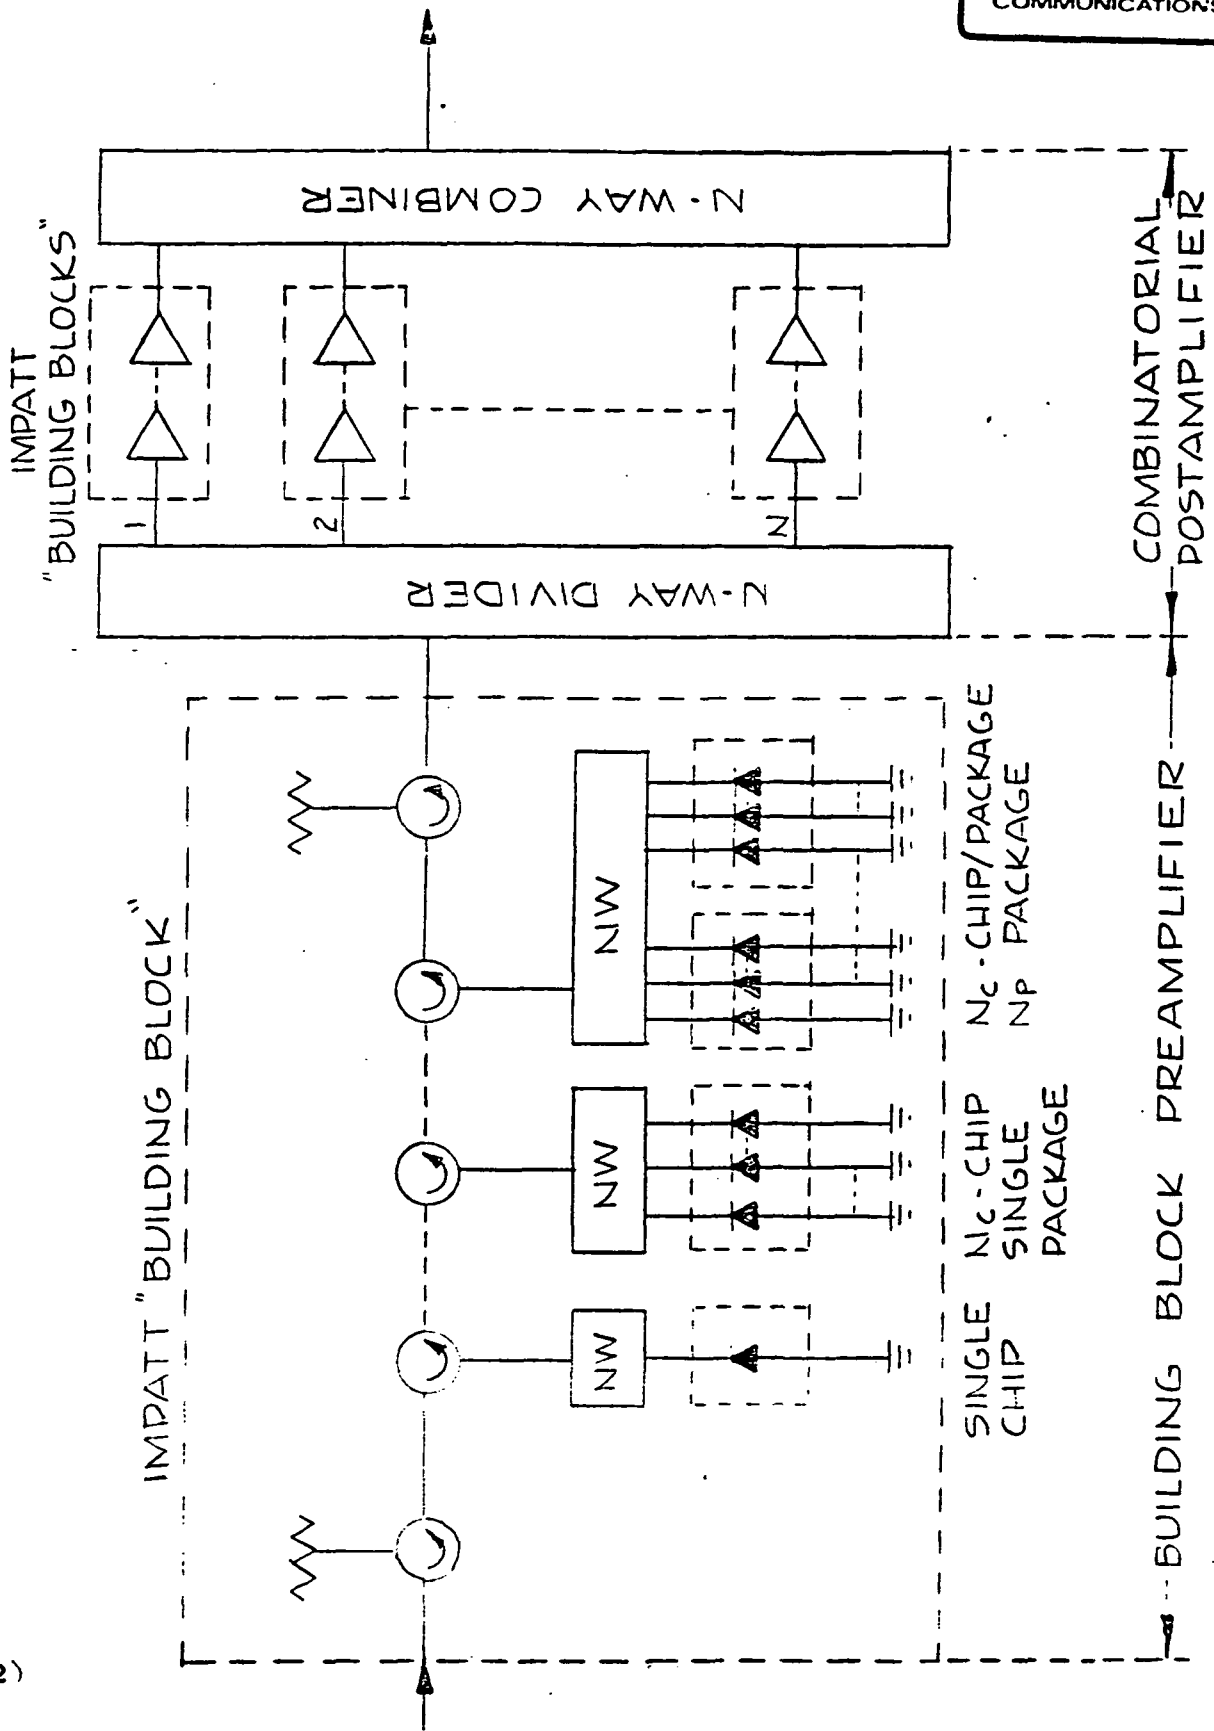 COMMUNICATIONS
IMPATT
"BUILDING BLOCKS"
IMPATT "BUILDING BLOCK"
N-WAY DIVIDER
N-WAY COMBINER
1
2
N
NW
NW
NW
SINGLE
CHIP
Nc-CHIP
SINGLE
PACKAGE
Nc-CHIP/PACKAGE
NP PACKAGE
BUILDING BLOCK PREAMPLIFIER
COMBINATORIAL
POSTAMPLIFIER
2)